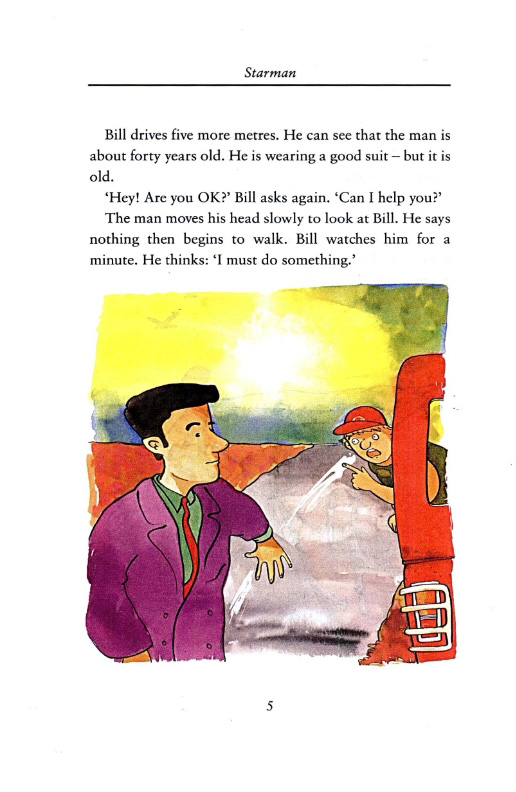 Starman
Bill drives five more metres. He can see that the man is
about forty years old. He is wearing a good suit – but it is
old.
‘Hey! Are you OK?’ Bill asks again. ‘Can I help you?’
The man moves his head slowly to look at Bill. He says
nothing then begins to walk. Bill watches him for a
minute. He thinks: ‘I must do something.’
5